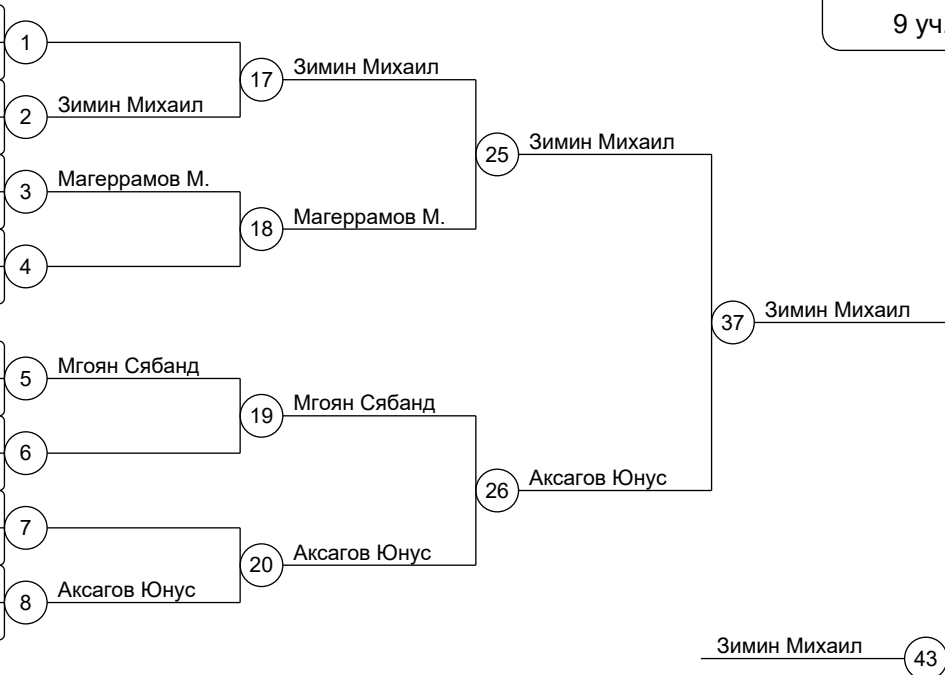 9 уч.
1
17
Зимин Михаил
2
Зимин Михаил
25
Зимин Михаил
3
Магеррамов М.
18
Магеррамов М.
4
37
Зимин Михаил
5
Мгоян Сябанд
19
Мгоян Сябанд
6
26
Аксагов Юнус
7
20
Аксагов Юнус
8
Аксагов Юнус
Зимин Михаил
43